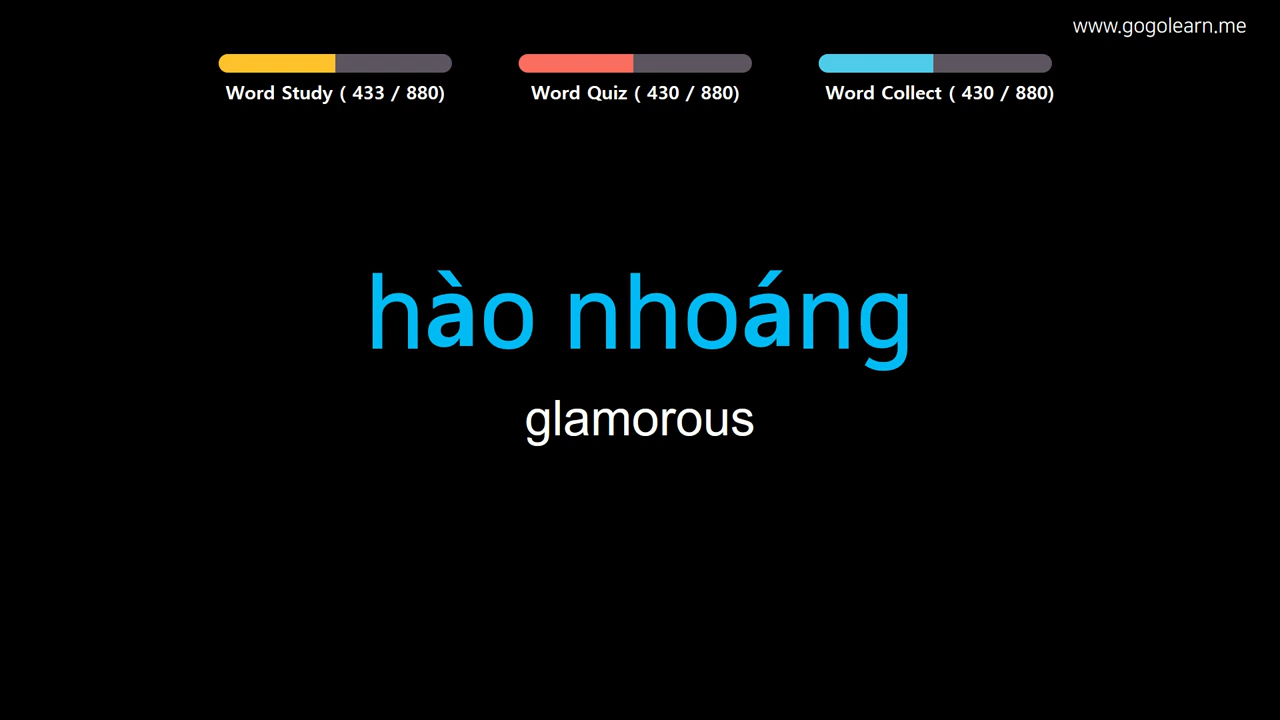 www.gogolearn.me
Word Study ( 433 / 880)
Word Quiz ( 430 / 880)
Word Collect ( 430 / 880)
hào nhoáng
glamorous